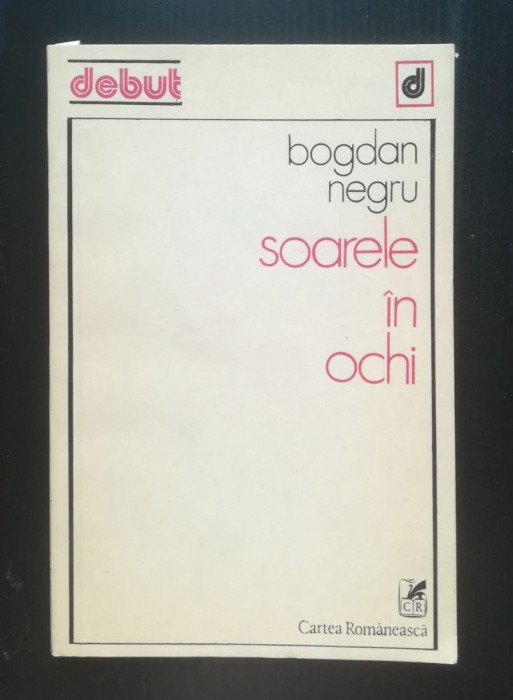 debut
d
bogdan
negru
soarele
în
ochi
CR
Cartea Românească